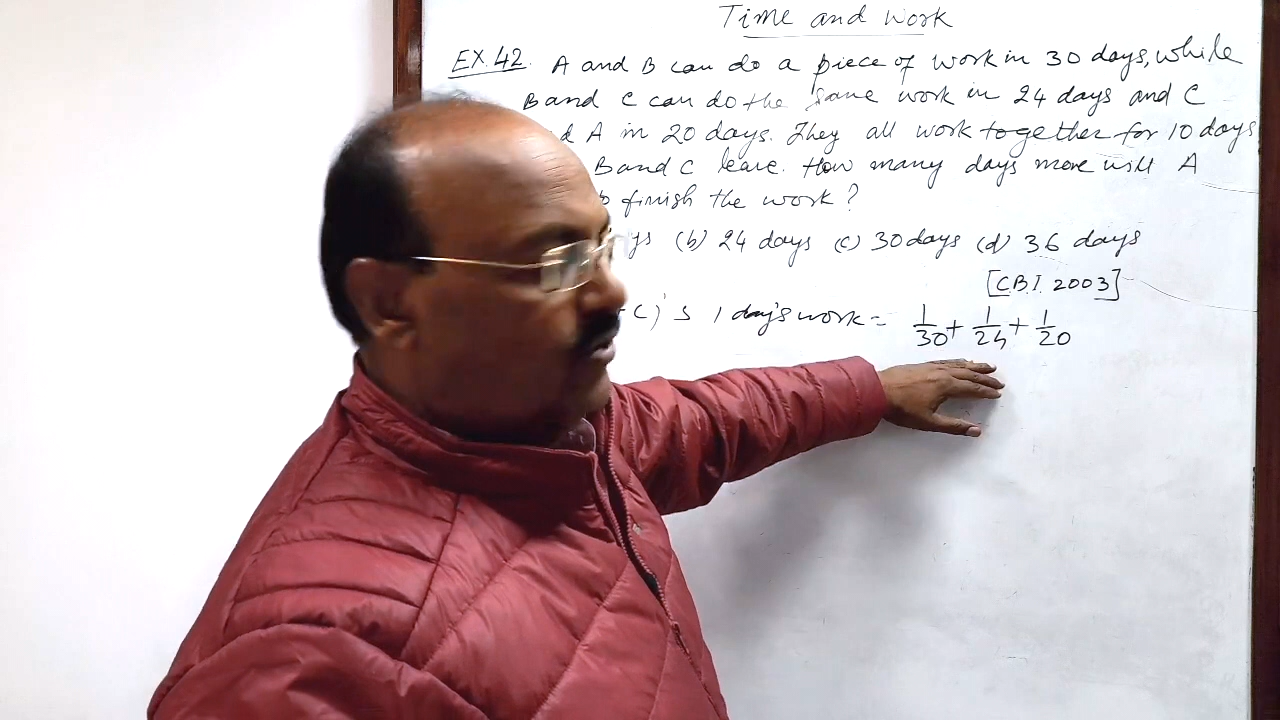 Time and Work
EX.42. A and B can do a piece of work in 30 days, while
B and C can do the same work in 24 days and C
d A in 20 days. They all work together for 10 days
B and C leave. How many days more will A
finish the work?
ys (b) 24 days (c) 30 days (d) 36 days
[C.B.I. 2003]
C)'s 1 day's work = 1/30 + 1/24 + 1/20